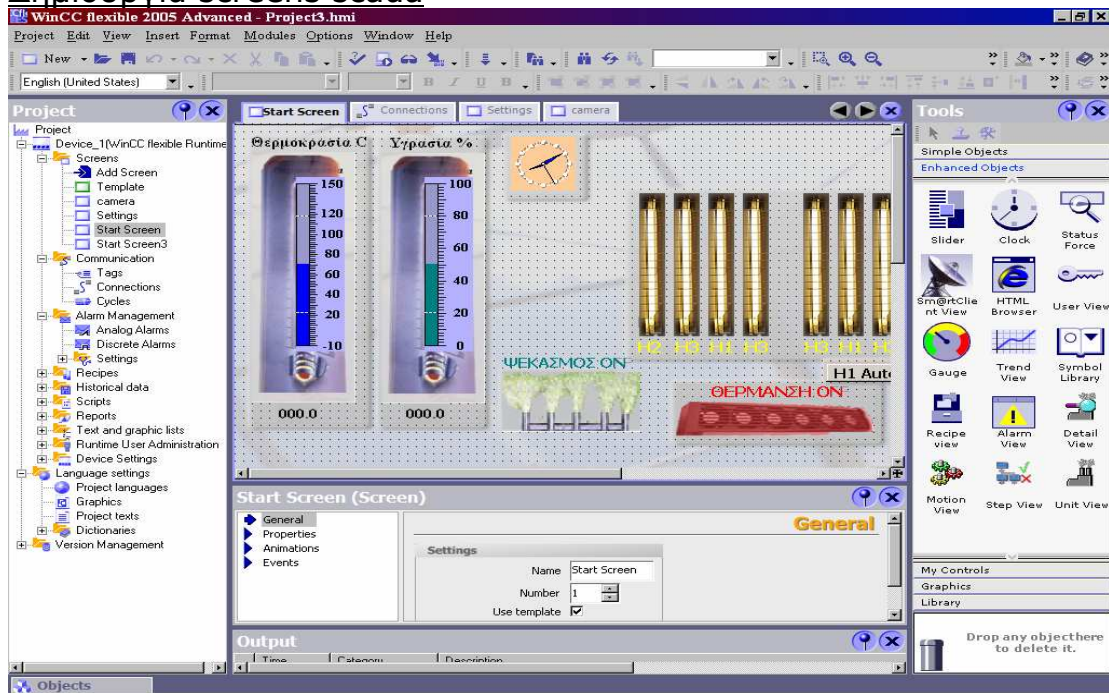 Δημιουργία screens scada
WinCC flexible 2005 Advanced - Project3.hmi
Project Edit View Insert Format Modules Options Window Help
New
English (United States)
Project
Project
Device_1(WinCC flexible Runtime
Screens
Add Screen
Template
camera
Settings
Start Screen
Start Screen3
Communication
Tags
Connections
Cycles
Alarm Management
Analog Alarms
Discrete Alarms
Settings
Recipes
Historical data
Scripts
Reports
Text and graphic lists
Runtime User Administration
Device Settings
Language settings
Project languages
Graphics
Project texts
Dictionaries
Version Management
Start Screen Connections Settings camera
Θερμοκρασία C
150
120
100
80
60
40
20
-10
000.0
Υγρασία %
100
80
60
40
20
0
000.0
H2 H3 H1 H3 H3 H1 H
ΨΕΚΑΣΜΟΣ:ON
H1 Auto
ΘΕΡΜΑΝΣΗ:ON
Start Screen (Screen)
General
Properties
Animations
Events
General
Settings
Name Start Screen
Number 1
Use template
Output
Time Category Description
Tools
Simple Objects
Enhanced Objects
Slider
Clock
Status Force
Sm@rtClie nt View
HTML Browser
User View
Gauge
Trend View
Symbol Library
Recipe view
Alarm View
Detail View
Motion View
Step View
Unit View
My Controls
Graphics
Library
Drop any objecthere to delete it.
Objects